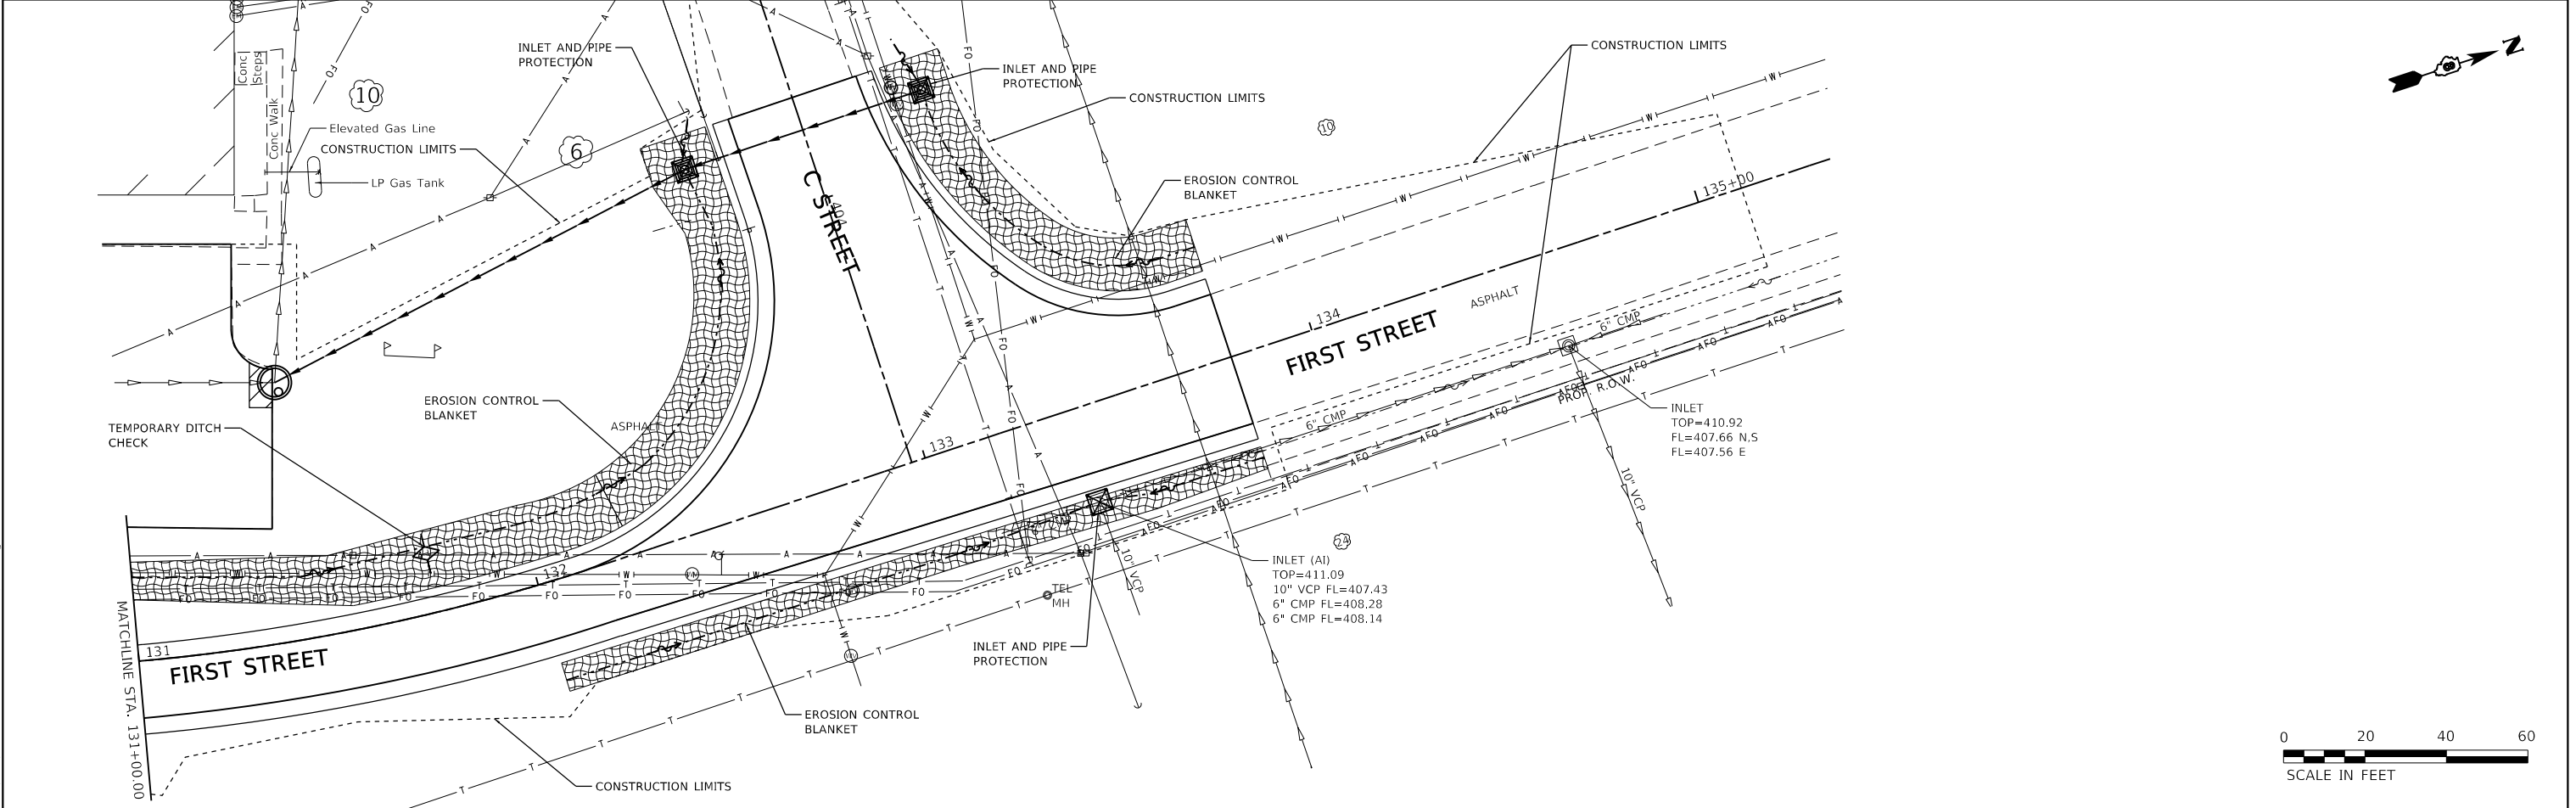 INLET AND PIPE
PROTECTION
INLET AND PIPE
PROTECTION
CONSTRUCTION LIMITS
N
Conc
Steps
10
Conc Walk
CONSTRUCTION LIMITS
10
Elevated Gas Line
CONSTRUCTION LIMITS
6
LP Gas Tank
EROSION CONTROL
BLANKET
C STREET
135+00
134
FIRST STREET
ASPHALT
6" CMP
PROP. R.O.W.
EROSION CONTROL
BLANKET
ASPHALT
6" CMP
INLET
TOP=410.92
FL=407.66 N,S
FL=407.56 E
TEMPORARY DITCH
CHECK
133
10" VCP
24
10" VCP
INLET (AI)
TOP=411.09
10" VCP FL=407.43
6" CMP FL=408.28
6" CMP FL=408.14
132
TEL
MH
INLET AND PIPE
PROTECTION
131
FIRST STREET
MATCHLINE STA. 131+00.00
EROSION CONTROL
BLANKET
CONSTRUCTION LIMITS
0 20 40 60
SCALE IN FEET